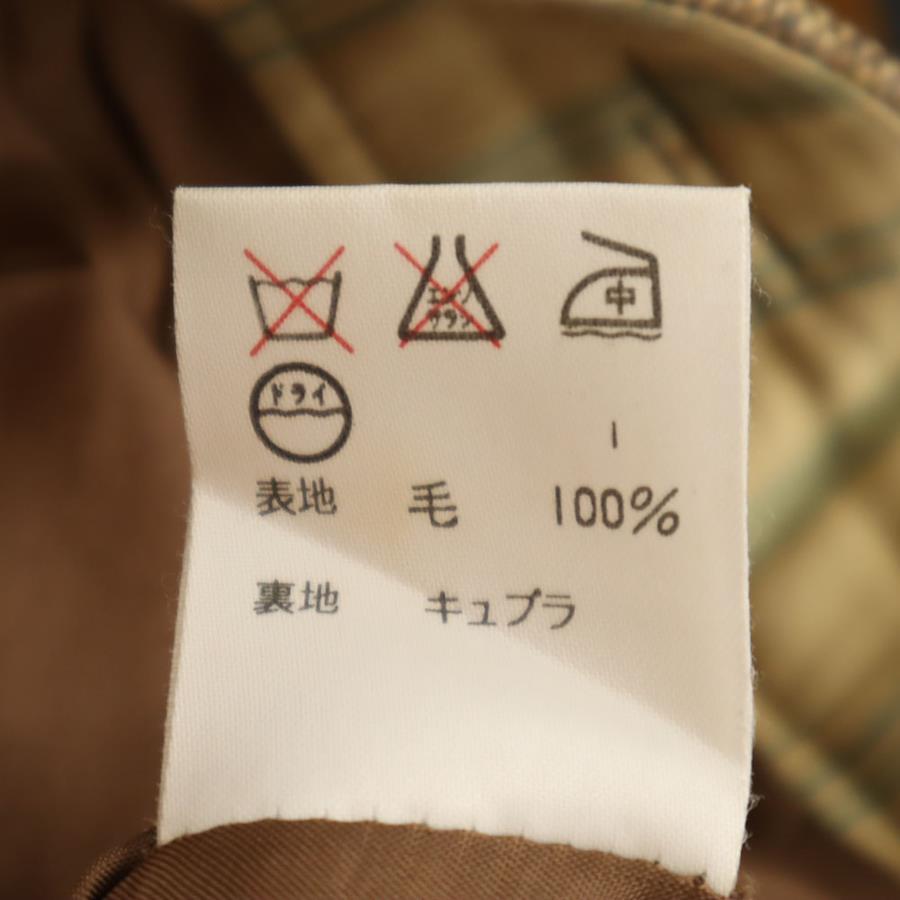 エンソ
サラシ
中
ドライ
表地 毛 100%
裏地 キュプラ